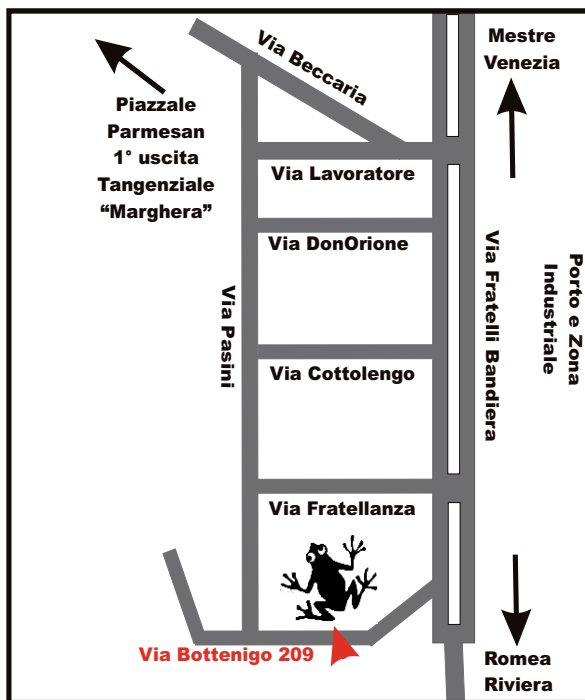 Via Beccaria
Mestre
Venezia
Piazzale
Parmesan
1° uscita
Tangenziale
“Marghera”
Via Lavoratore
Via DonOrione
Via Pasini
Via Fratelli Bandiera
Porto e Zona
Industriale
Via Cottolengo
Via Fratellanza
Via Bottenigo 209
Romea
Riviera